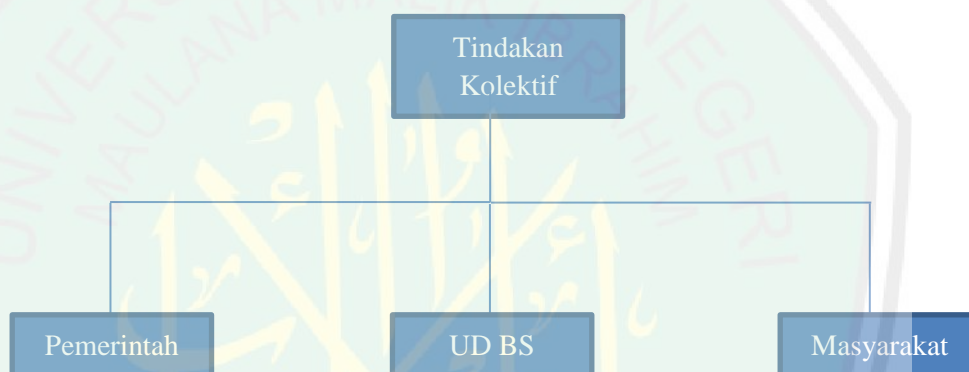 Tindakan
Kolektif
Pemerintah
UD BS
Masyarakat